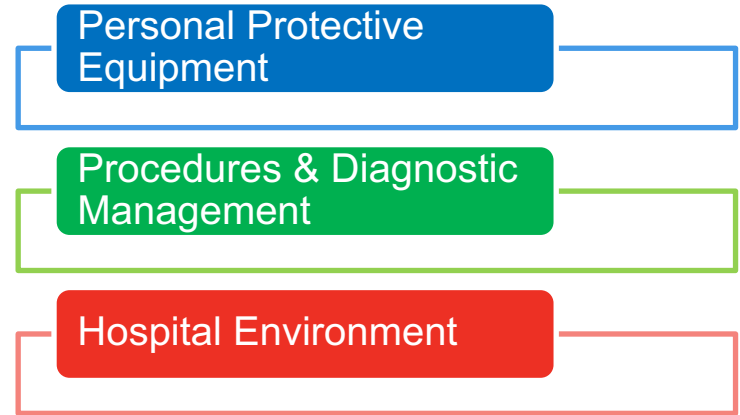 Personal Protective
Equipment
Procedures & Diagnostic
Management
Hospital Environment